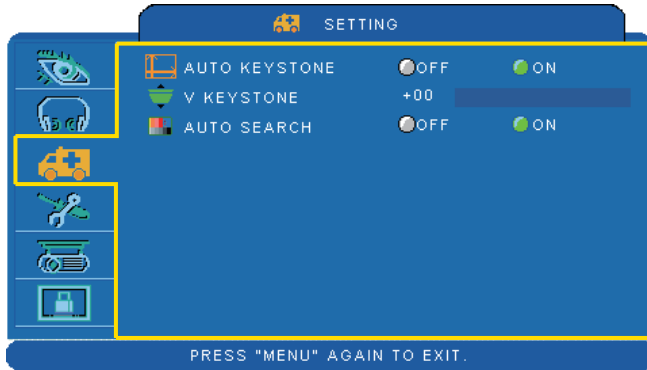 SETTING
AUTO KEYSTONE OFF ON
V KEYSTONE +00
AUTO SEARCH OFF ON
PRESS "MENU" AGAIN TO EXIT.